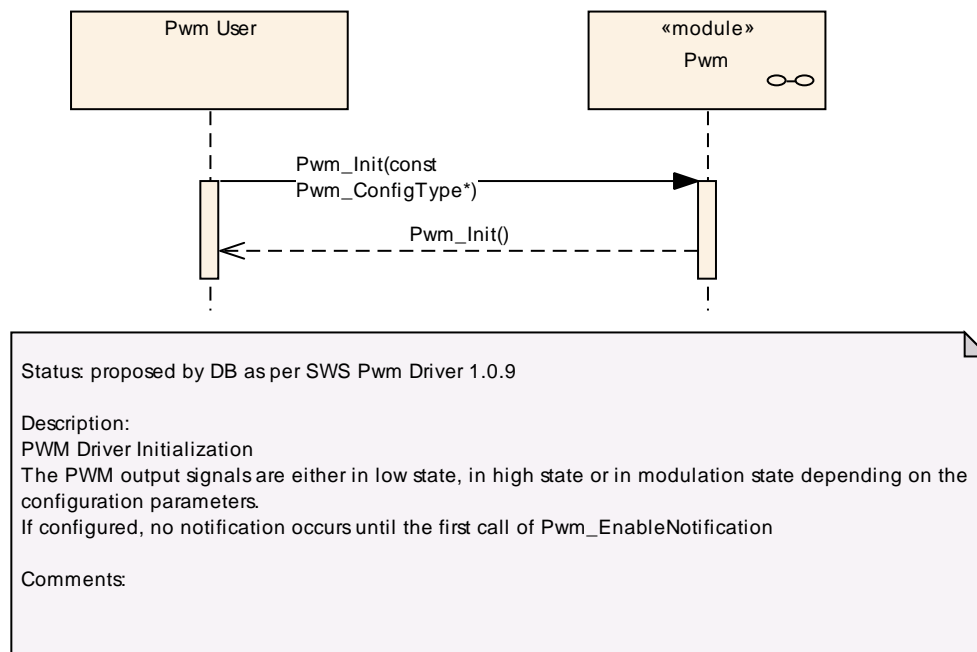 Pwm User
«module»
Pwm
Pwm_Init(const
Pwm_ConfigType*)
Pwm_Init()
Status: proposed by DB as per SWS Pwm Driver 1.0.9
Description:
PWM Driver Initialization
The PWM output signals are either in low state, in high state or in modulation state depending on the
configuration parameters.
If configured, no notification occurs until the first call of Pwm_EnableNotification
Comments: